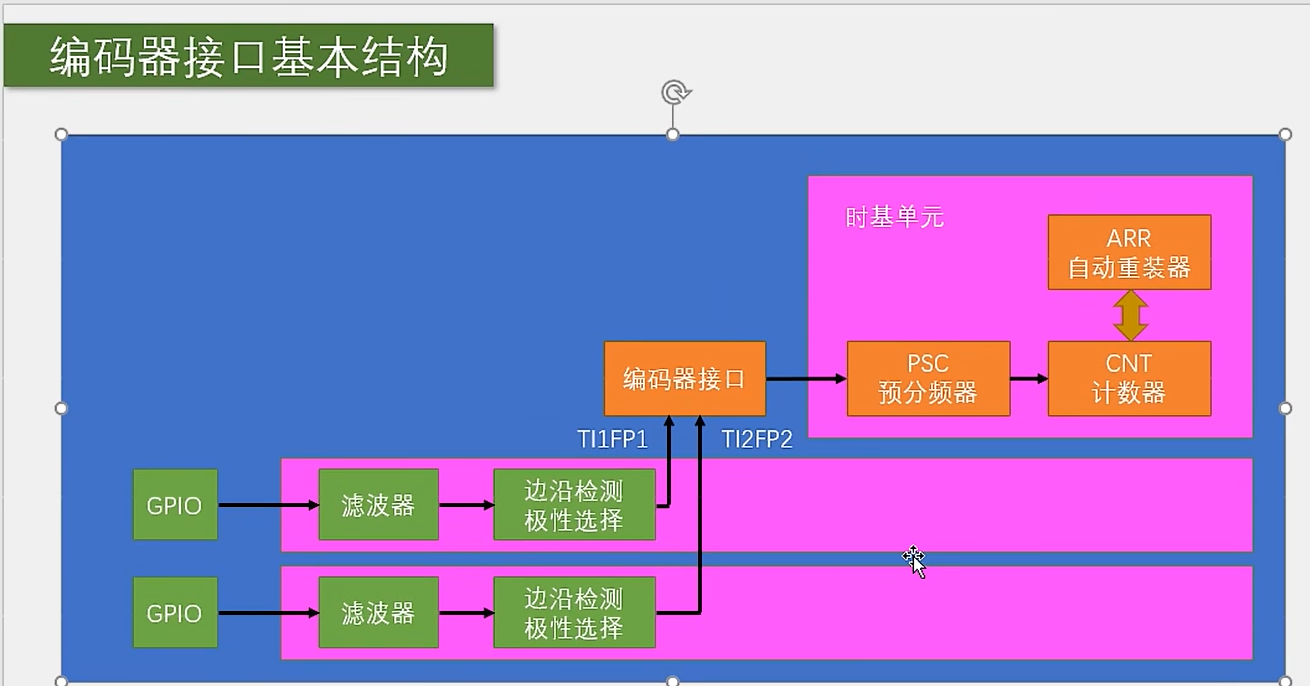 编码器接口基本结构
时基单元
ARR
自动重装器
编码器接口
PSC
预分频器
CNT
计数器
TI1FP1
TI2FP2
GPIO
滤波器
边沿检测
极性选择
GPIO
滤波器
边沿检测
极性选择